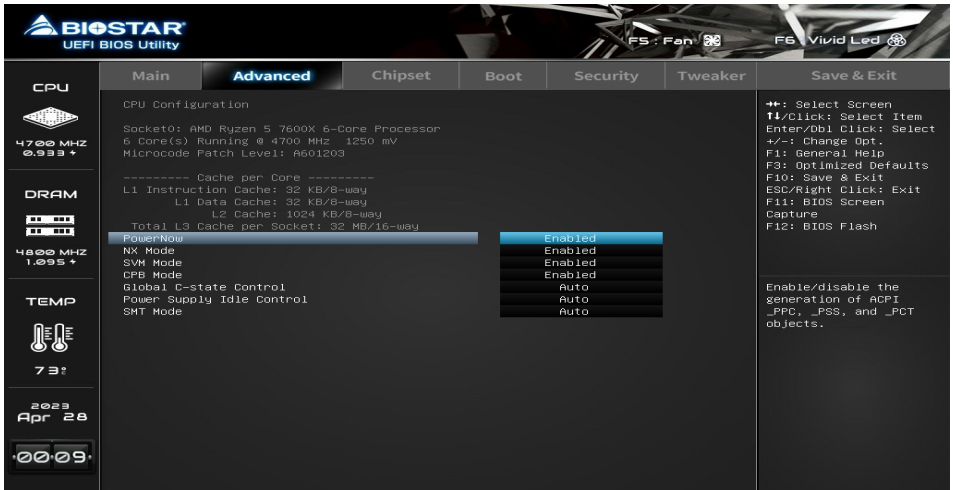 BIOSTAR®
UEFI BIOS Utility
F5 : Fan
F6 Vivid Led
Main Advanced Chipset Boot Security Tweaker Save & Exit
CPU
4700 MHZ
0.933
DRAM
4800 MHZ
1.095
TEMP
73
2023
Apr 28
00:09
CPU Configuration
Socket0: AMD Ryzen 5 7600X 6-Core Processor
6 Core(s) Running @ 4700 MHz 1250 mV
Microcode Patch Level: A601203
--------- Cache per Core ---------
L1 Instruction Cache: 32 KB/8-way
L1 Data Cache: 32 KB/8-way
L2 Cache: 1024 KB/8-way
Total L3 Cache per Socket: 32 MB/16-way
PowerNow Enabled
NX Mode Enabled
SVM Mode Enabled
CPB Mode Enabled
Global C-state Control Auto
Power Supply Idle Control Auto
SMT Mode Auto
→←: Select Screen
↑↓/Click: Select Item
Enter/Dbl Click: Select
+/-: Change Opt.
F1: General Help
F3: Optimized Defaults
F10: Save & Exit
ESC/Right Click: Exit
F11: BIOS Screen
Capture
F12: BIOS Flash
Enable/disable the
generation of ACPI
_PPC, _PSS, and _PCT
objects.